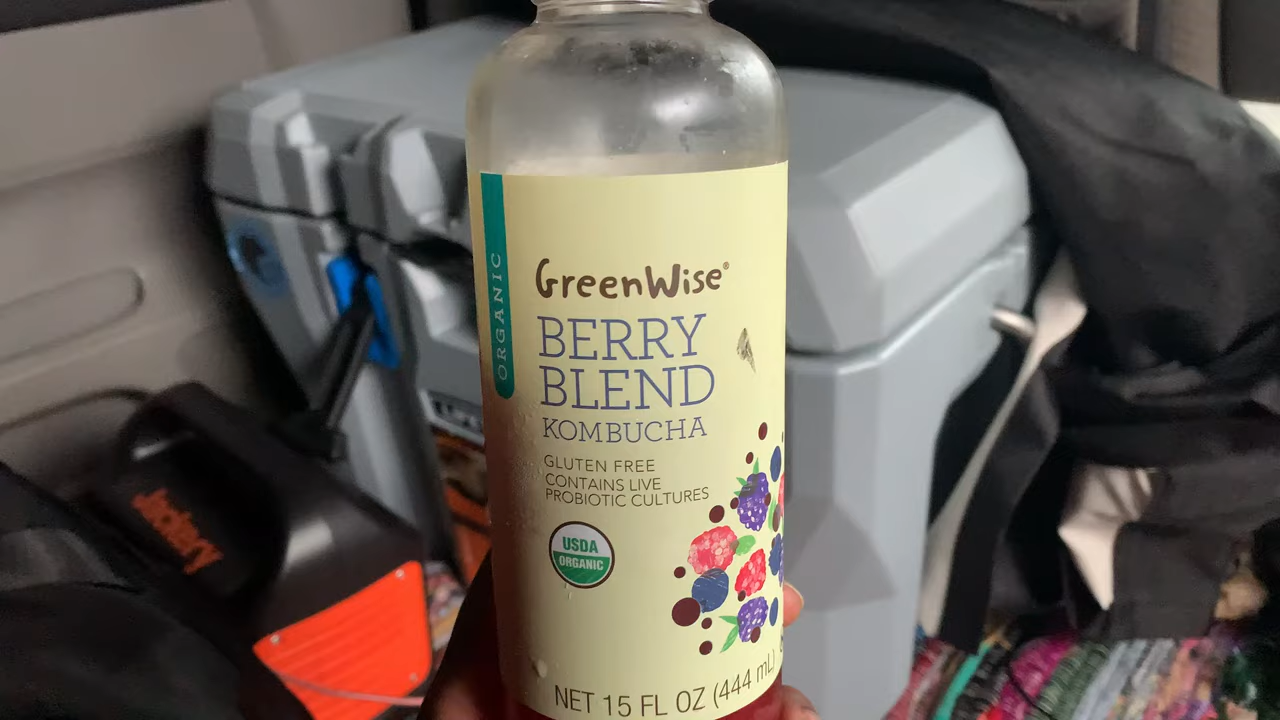 ORGANIC
GreenWise®
BERRY
BLEND
KOMBUCHA
GLUTEN FREE
CONTAINS LIVE
PROBIOTIC CULTURES
USDA
ORGANIC
NET 15 FL OZ (444 mL)
Jackery